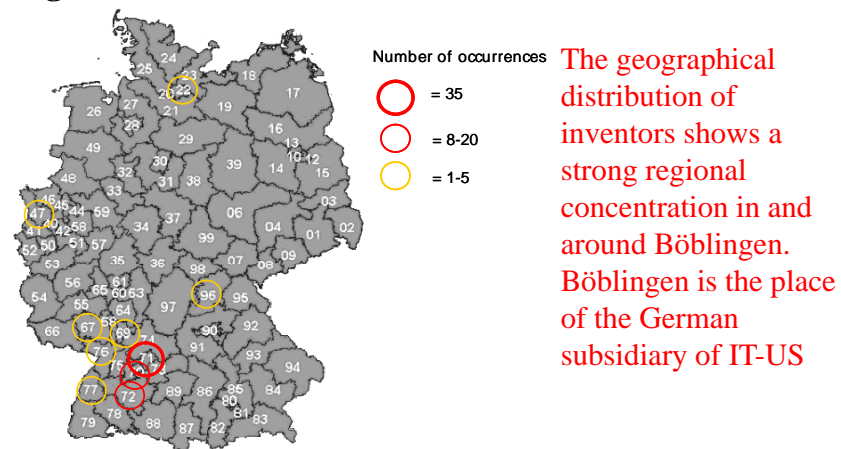 Number of occurrences
= 35
= 8-20
= 1-5
The geographical
distribution of
inventors shows a
strong regional
concentration in and
around Böblingen.
Böblingen is the place
of the German
subsidiary of IT-US
24
25 23 18
22 17
20
26 27 21 19
28 16
49 29 13
10 12
30 39 14 15
48 32 31 38
33 03
46 45 44 59 37 06
47 34 04 01 02
40 58
41 42 99
52 50 51 57 09
53 35 36 07 08
98
56 61
65 60 63 96 95
54 97
55 64
68 92
66 67 69 90
74
76 71 91 93
75 73 94
77 72 89 86 85 84
80
79 78 81 83
88 87 82